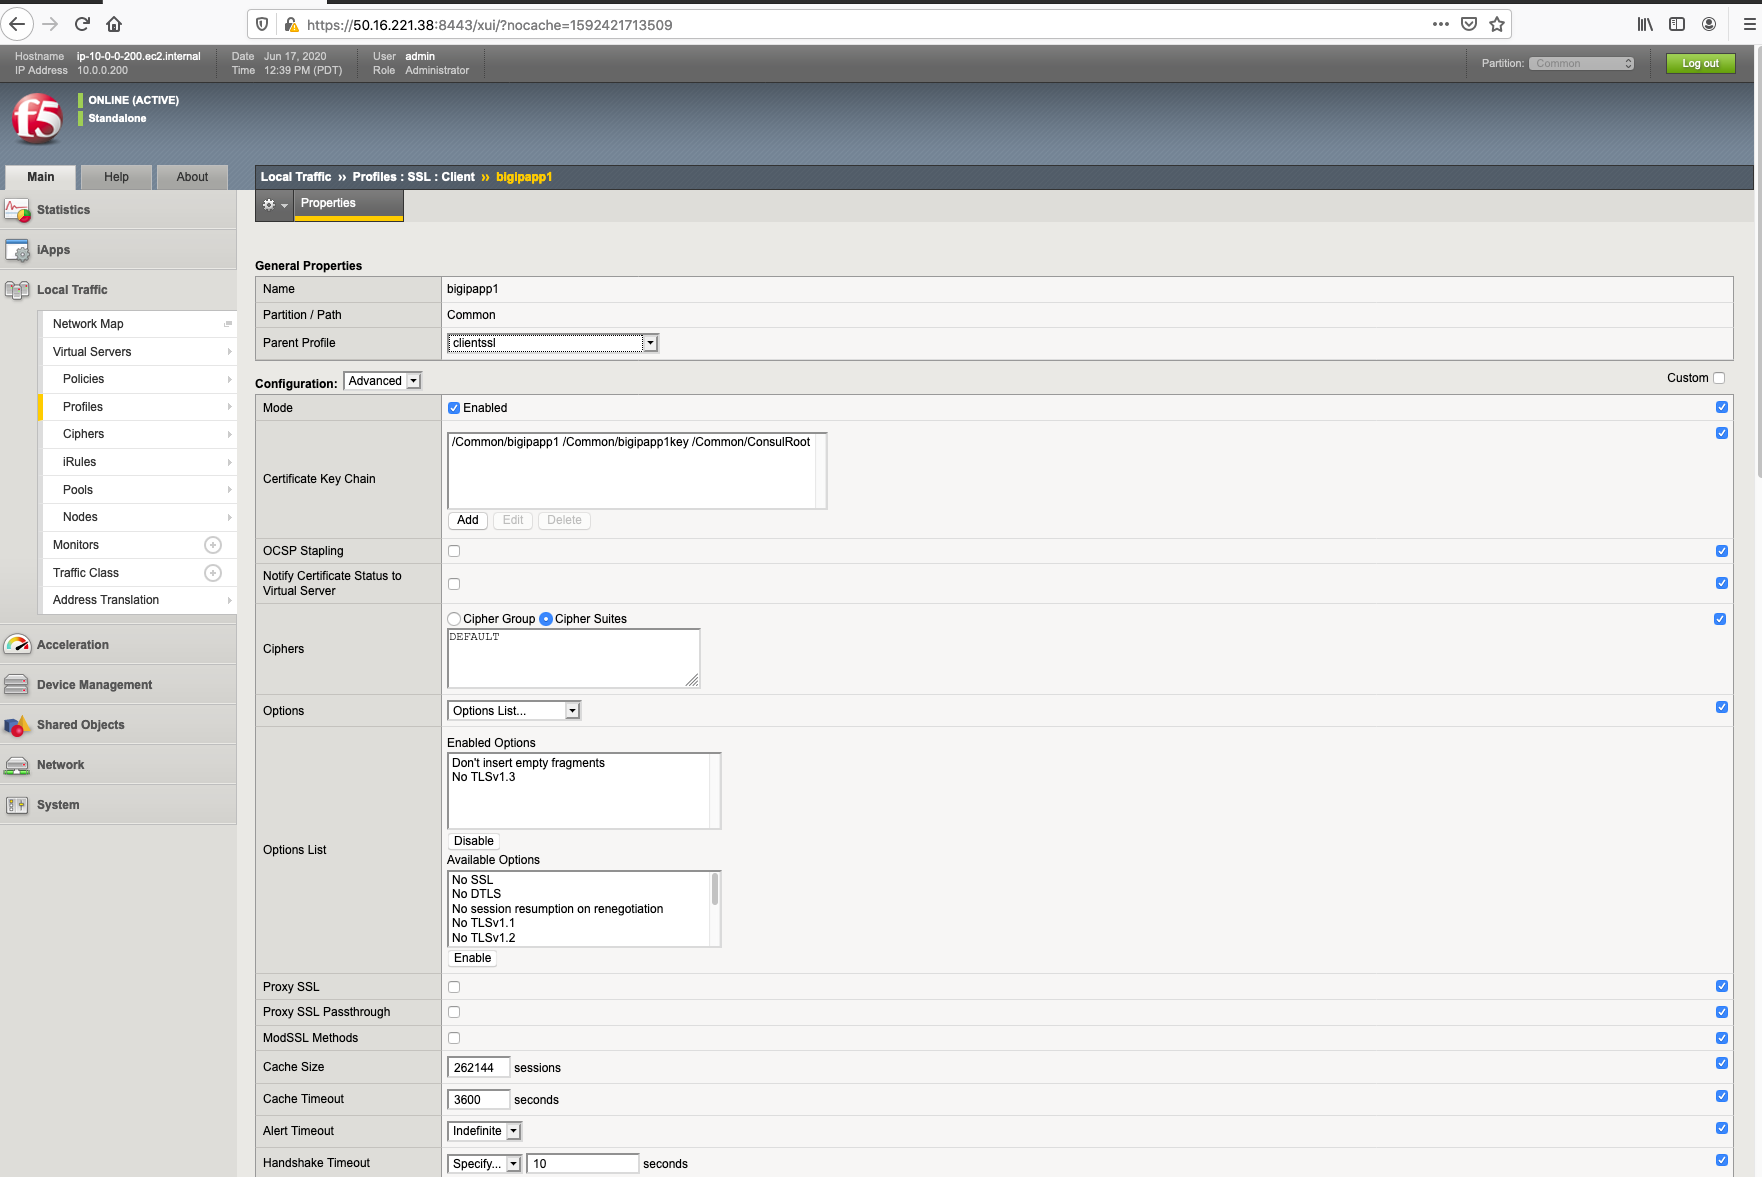 https://50.16.221.38:8443/xui/?nocache=1592421713509
Hostname ip-10-0-0-200.ec2.internal Date Jun 17, 2020 User admin
IP Address 10.0.0.200 Time 12:39 PM (PDT) Role Administrator
Partition: Common Log out
f5
ONLINE (ACTIVE)
Standalone
Main Help About
Local Traffic ›› Profiles : SSL : Client ›› bigipapp1
Properties
Statistics
iApps
Local Traffic
Network Map
Virtual Servers
Policies
Profiles
Ciphers
iRules
Pools
Nodes
Monitors
Traffic Class
Address Translation
Acceleration
Device Management
Shared Objects
Network
System
General Properties
Name bigipapp1
Partition / Path Common
Parent Profile clientssl
Configuration: Advanced Custom
Mode Enabled
Certificate Key Chain
/Common/bigipapp1 /Common/bigipapp1key /Common/ConsulRoot
Add Edit Delete
OCSP Stapling
Notify Certificate Status to
Virtual Server
Ciphers
Cipher Group Cipher Suites
DEFAULT
Options Options List...
Options List
Enabled Options
Don't insert empty fragments
No TLSv1.3
Disable
Available Options
No SSL
No DTLS
No session resumption on renegotiation
No TLSv1.1
No TLSv1.2
Enable
Proxy SSL
Proxy SSL Passthrough
ModSSL Methods
Cache Size 262144 sessions
Cache Timeout 3600 seconds
Alert Timeout Indefinite
Handshake Timeout Specify... 10 seconds